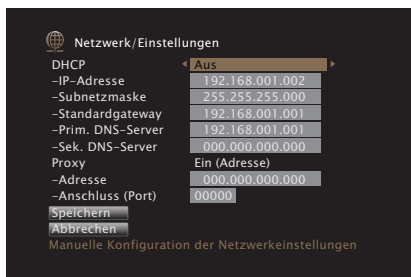 Netzwerk/Einstellungen
DHCP Aus
–IP–Adresse 192.168.001.002
–Subnetzmaske 255.255.255.000
–Standardgateway 192.168.001.001
–Prim. DNS–Server 192.168.001.001
–Sek. DNS–Server 000.000.000.000
Proxy Ein (Adresse)
–Adresse 000.000.000.000
–Anschluss (Port) 00000
Speichern
Abbrechen
Manuelle Konfiguration der Netzwerkeinstellungen